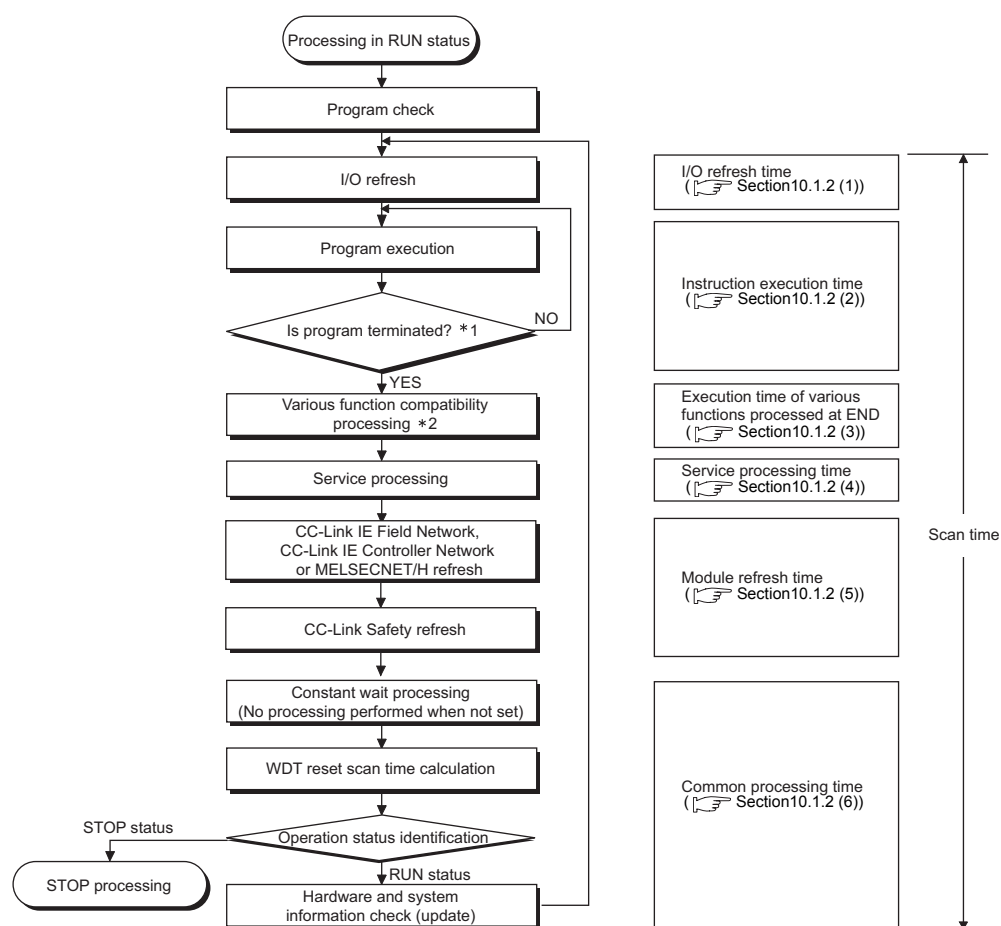 Processing in RUN status
Program check
I/O refresh
Program execution
Is program terminated? *1
NO
YES
Various function compatibility
processing *2
Service processing
CC-Link IE Field Network,
CC-Link IE Controller Network
or MELSECNET/H refresh
CC-Link Safety refresh
Constant wait processing
(No processing performed when not set)
WDT reset scan time calculation
STOP status
Operation status identification
STOP processing
RUN status
Hardware and system
information check (update)
I/O refresh time
( Section10.1.2 (1))
Instruction execution time
( Section10.1.2 (2))
Execution time of various
functions processed at END
( Section10.1.2 (3))
Service processing time
( Section10.1.2 (4))
Module refresh time
( Section10.1.2 (5))
Common processing time
( Section10.1.2 (6))
Scan time